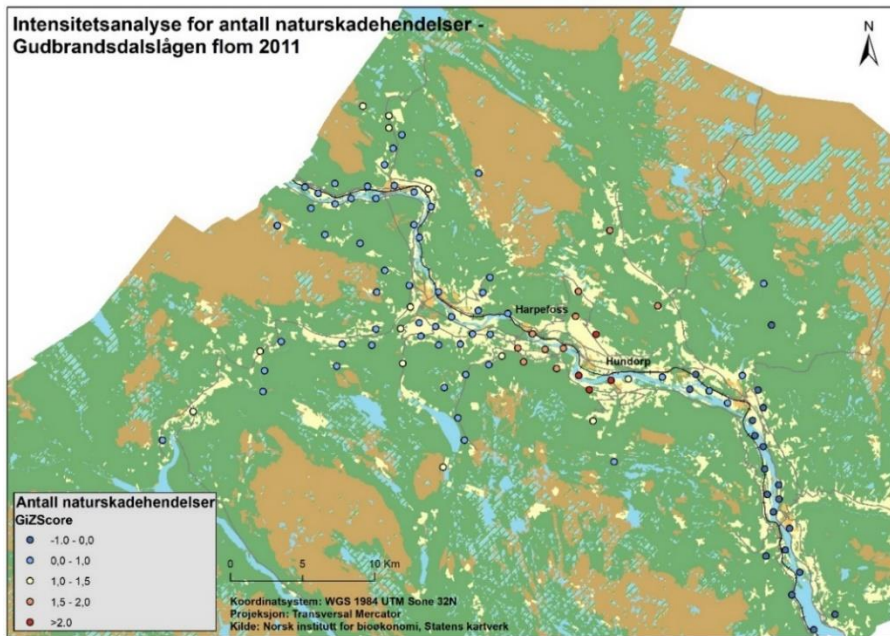 Intensitetsanalyse for antall naturskadehendelser -
Gudbrandsdalslågen flom 2011
N
Harpefoss
Hundorp
Antall naturskadehendelser
GiZScore
-1.0 - 0,0
0,0 - 1,0
1,0 - 1,5
1,5 - 2,0
>2.0
0 5 10 Km
Koordinatsystem: WGS 1984 UTM Sone 32N
Projeksjon: Transversal Mercator
Kilde: Norsk institutt for bioøkonomi, Statens kartverk